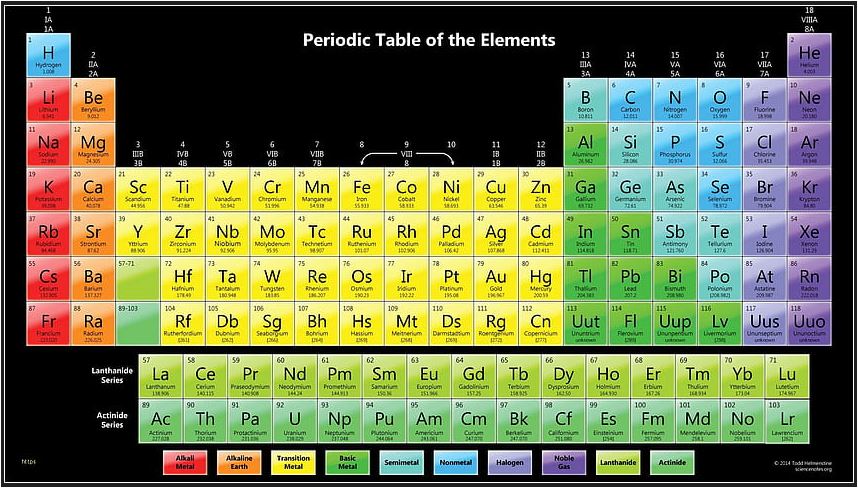 1
IA
1A
18
VIIIA
8A
Periodic Table of the Elements
1 2
H He
Hydrogen Helium
1.008 4.003
2
IIA
2A
13 14 15 16 17
IIIA IVA VA VIA VIIA
3A 4A 5A 6A 7A
3 4 5 6 7 8 9 10
Li Be B C N O F Ne
Lithium Beryllium Boron Carbon Nitrogen Oxygen Fluorine Neon
6.941 9.012 10.811 12.011 14.007 15.999 18.998 20.180
11 12 13 14 15 16 17 18
Na Mg Al Si P S Cl Ar
Sodium Magnesium Aluminum Silicon Phosphorus Sulfur Chlorine Argon
22.990 24.305 26.982 28.086 30.974 32.066 35.453 39.948
3 4 5 6 7 8 9 10 11 12
IIIB IVB VB VIB VIIB VIII IB IIB
3B 4B 5B 6B 7B 8 1B 2B
19 20 21 22 23 24 25 26 27 28 29 30 31 32 33 34 35 36
K Ca Sc Ti V Cr Mn Fe Co Ni Cu Zn Ga Ge As Se Br Kr
Potassium Calcium Scandium Titanium Vanadium Chromium Manganese Iron Cobalt Nickel Copper Zinc Gallium Germanium Arsenic Selenium Bromine Krypton
39.098 40.078 44.956 47.88 50.942 51.996 54.938 55.933 58.933 58.693 63.546 65.39 69.732 72.61 74.922 78.972 79.904 84.80
37 38 39 40 41 42 43 44 45 46 47 48 49 50 51 52 53 54
Rb Sr Y Zr Nb Mo Tc Ru Rh Pd Ag Cd In Sn Sb Te I Xe
Rubidium Strontium Yttrium Zirconium Niobium Molybdenum Technetium Ruthenium Rhodium Palladium Silver Cadmium Indium Tin Antimony Tellurium Iodine Xenon
84.468 87.62 88.906 91.224 92.906 95.95 98.907 101.07 102.906 106.42 107.868 112.411 114.818 118.71 121.760 127.6 126.904 131.29
55 56 57-71 72 73 74 75 76 77 78 79 80 81 82 83 84 85 86
Cs Ba Hf Ta W Re Os Ir Pt Au Hg Tl Pb Bi Po At Rn
Cesium Barium Hafnium Tantalum Tungsten Rhenium Osmium Iridium Platinum Gold Mercury Thallium Lead Bismuth Polonium Astatine Radon
132.905 137.327 178.49 180.948 183.85 186.207 190.23 192.22 195.08 196.967 200.59 204.383 207.2 208.980 [208.982] 209.987 222.018
87 88 89-103 104 105 106 107 108 109 110 111 112 113 114 115 116 117 118
Fr Ra Rf Db Sg Bh Hs Mt Ds Rg Cn Uut Fl Uup Lv Uus Uuo
Francium Radium Rutherfordium Dubnium Seaborgium Bohrium Hassium Meitnerium Darmstadtium Roentgenium Copernicium Ununtrium Flerovium Ununpentium Livermorium Ununseptium Ununoctium
223.020 226.025 [261] [262] [266] [264] [269] [268] [269] [272] [277] unknown [289] unknown [298] unknown unknown
Lanthanide
Series
57 58 59 60 61 62 63 64 65 66 67 68 69 70 71
La Ce Pr Nd Pm Sm Eu Gd Tb Dy Ho Er Tm Yb Lu
Lanthanum Cerium Praseodymium Neodymium Promethium Samarium Europium Gadolinium Terbium Dysprosium Holmium Erbium Thulium Ytterbium Lutetium
138.906 140.115 140.908 144.24 144.913 150.36 151.966 157.25 158.925 162.50 164.930 167.26 168.934 173.04 174.967
Actinide
Series
89 90 91 92 93 94 95 96 97 98 99 100 101 102 103
Ac Th Pa U Np Pu Am Cm Bk Cf Es Fm Md No Lr
Actinium Thorium Protactinium Uranium Neptunium Plutonium Americium Curium Berkelium Californium Einsteinium Fermium Mendelevium Nobelium Lawrencium
227.028 232.038 231.036 238.029 237.048 244.064 243.061 247.070 247.070 251.080 [254] 257.095 258.1 259.101 [262]
Alkali
Metal
Alkaline
Earth
Transition
Metal
Basic
Metal
Semimetal
Nonmetal
Halogen
Noble
Gas
Lanthanide
Actinide
https
© 2014 Todd Helmenstine
sciencenotes.org